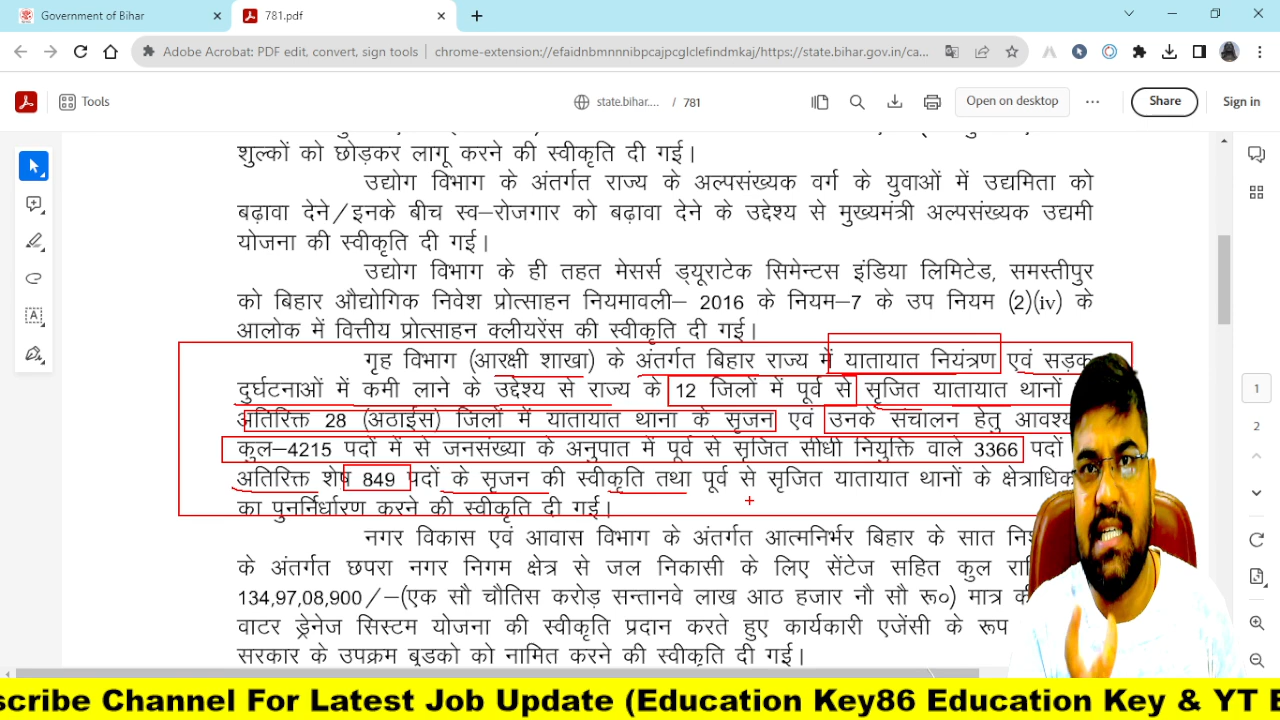 Government of Bihar
781.pdf
Adobe Acrobat: PDF edit, convert, sign tools
chrome-extension://efaidnbmnnnibpcajpcglclefindmkaj/https://state.bihar.gov.in/ca...
Tools
state.bihar.... / 781
Open on desktop
Share
Sign in
शुल्कों को छोड़कर लागू करने की स्वीकृति दी गई।
उद्योग विभाग के अंतर्गत राज्य के अल्पसंख्यक वर्ग के युवाओं में उद्यमिता को
बढ़ावा देने/इनके बीच स्व–रोजगार को बढ़ावा देने के उद्देश्य से मुख्यमंत्री अल्पसंख्यक उद्यमी
योजना की स्वीकृति दी गई।
उद्योग विभाग के ही तहत मेसर्स ड्यूराटेक सिमेन्टस इंडिया लिमिटेड, समस्तीपुर
को बिहार औद्योगिक निवेश प्रोत्साहन नियमावली– 2016 के नियम–7 के उप नियम (2)(iv) के
आलोक में वित्तीय प्रोत्साहन क्लीयरेंस की स्वीकृति दी गई।
गृह विभाग (आरक्षी शाखा) के अंतर्गत बिहार राज्य में यातायात नियंत्रण एवं सड़क
दुर्घटनाओं में कमी लाने के उद्देश्य से राज्य के 12 जिलों में पूर्व से सृजित यातायात थानों
अतिरिक्त 28 (अठाईस) जिलों में यातायात थाना के सृजन एवं उनके संचालन हेतु
कुल–4215 पदों में से जनसंख्या के अनुपात में पूर्व से सृजित सीधी नियुक्ति वाले 3366 पदों
अतिरिक्त शेष 849 पदों के सृजन की स्वीकृति तथा पूर्व से सृजित यातायात थानों के
का पुनर्निर्धारण करने की स्वीकृति दी गई।
नगर विकास एवं आवास विभाग के अंतर्गत आत्मनिर्भर बिहार के सात
के अंतर्गत छपरा नगर निगम क्षेत्र से जल निकासी के लिए सेंटेज सहित कुल
134,97,08,900/–(एक सौ चौतिस करोड़ सन्तानवे लाख आठ हजार नौ सौ रू०) मात्र
वाटर ड्रेनेज सिस्टन योजना की स्वीकृति प्रदान करते हुए कार्यकारी एजेंसी के रूप
सरकार के उपक्रम बुडको को नामित करने की स्वीकृति दी गई।
1
2
scribe Channel For Latest Job Update (Education Key86 Education Key & YT